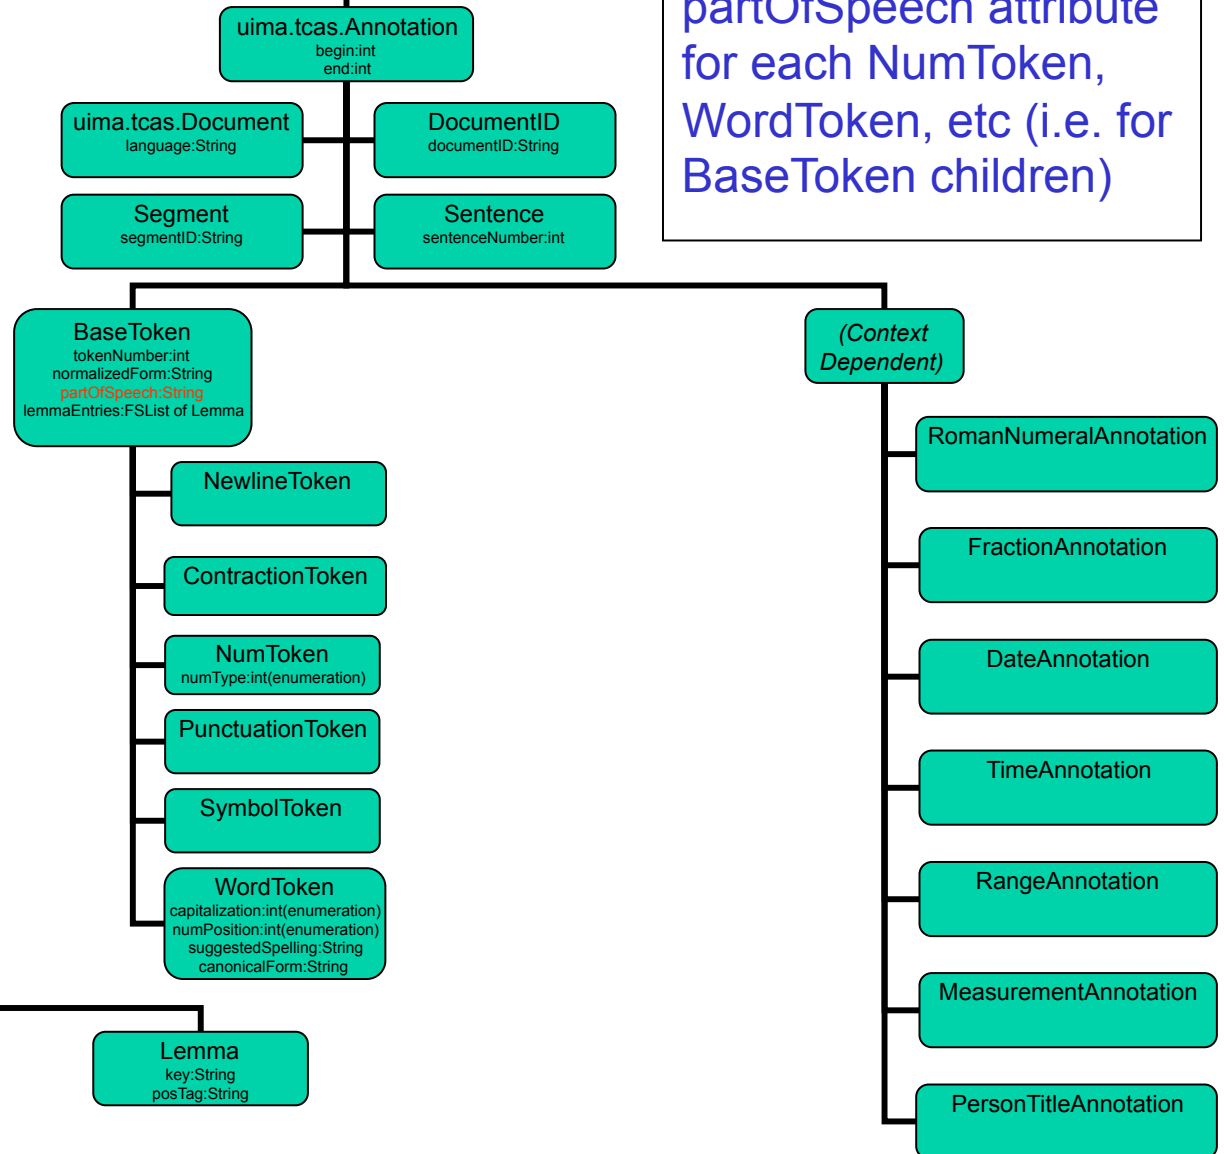 partOfSpeech attribute
for each NumToken,
WordToken, etc (i.e. for
BaseToken children)
uima.tcas.Annotation
begin:int
end:int
uima.tcas.Document
language:String
DocumentID
documentID:String
Segment
segmentID:String
Sentence
sentenceNumber:int
BaseToken
tokenNumber:int
normalizedForm:String
partOfSpeech:String
lemmaEntries:FSList of Lemma
(Context
Dependent)
NewlineToken
ContractionToken
NumToken
numType:int(enumeration)
PunctuationToken
SymbolToken
WordToken
capitalization:int(enumeration)
numPosition:int(enumeration)
suggestedSpelling:String
canonicalForm:String
Lemma
key:String
posTag:String
RomanNumeralAnnotation
FractionAnnotation
DateAnnotation
TimeAnnotation
RangeAnnotation
MeasurementAnnotation
PersonTitleAnnotation